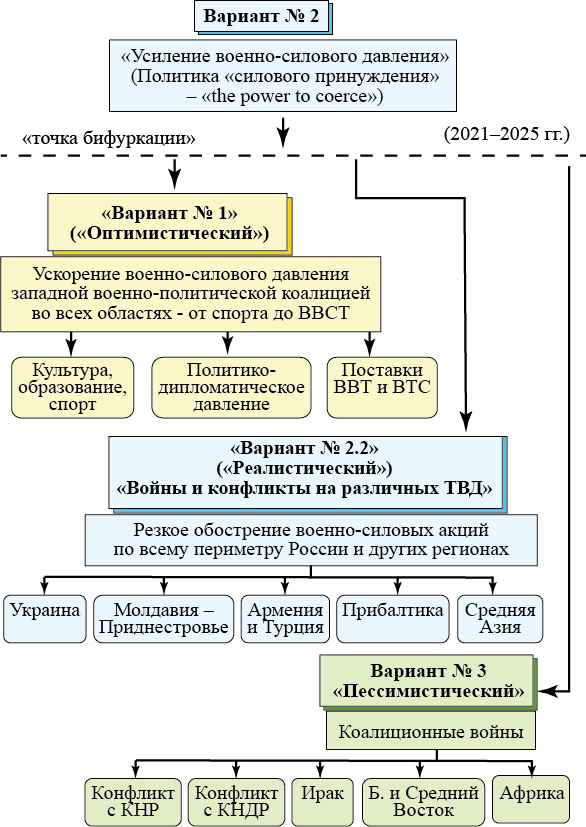 Вариант № 2
«Усиление военно-силового давления»
(Политика «силового принуждения»
– «the power to coerce»)
«точка бифуркации»
(2021–2025 гг.)
«Вариант № 1»
(«Оптимистический»)
Ускорение военно-силового давления
западной военно-политической коалицией
во всех областях - от спорта до ВВСТ
Культура,
образование,
спорт
Политико-
дипломатическое
давление
Поставки
ВВТ и ВТС
«Вариант № 2.2»
(«Реалистический»)
«Войны и конфликты на различных ТВД»
Резкое обострение военно-силовых акций
по всему периметру России и других регионах
Украина
Молдавия –
Приднестровье
Армения
и Турция
Прибалтика
Средняя
Азия
Вариант № 3
«Пессимистический»
Коалиционные войны
Конфликт
с КНР
Конфликт
с КНДР
Ирак
Б. и Средний
Восток
Африка